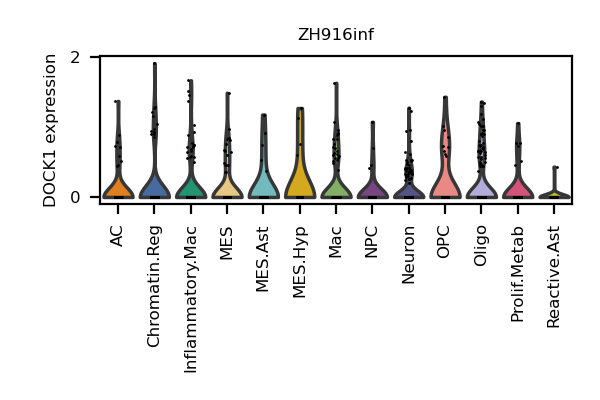 ZH916inf
DOCK1 expression
2
0
AC
Chromatin.Reg
Inflammatory.Mac
MES
MES.Ast
MES.Hyp
Mac
NPC
Neuron
OPC
Oligo
Prolif.Metab
Reactive.Ast